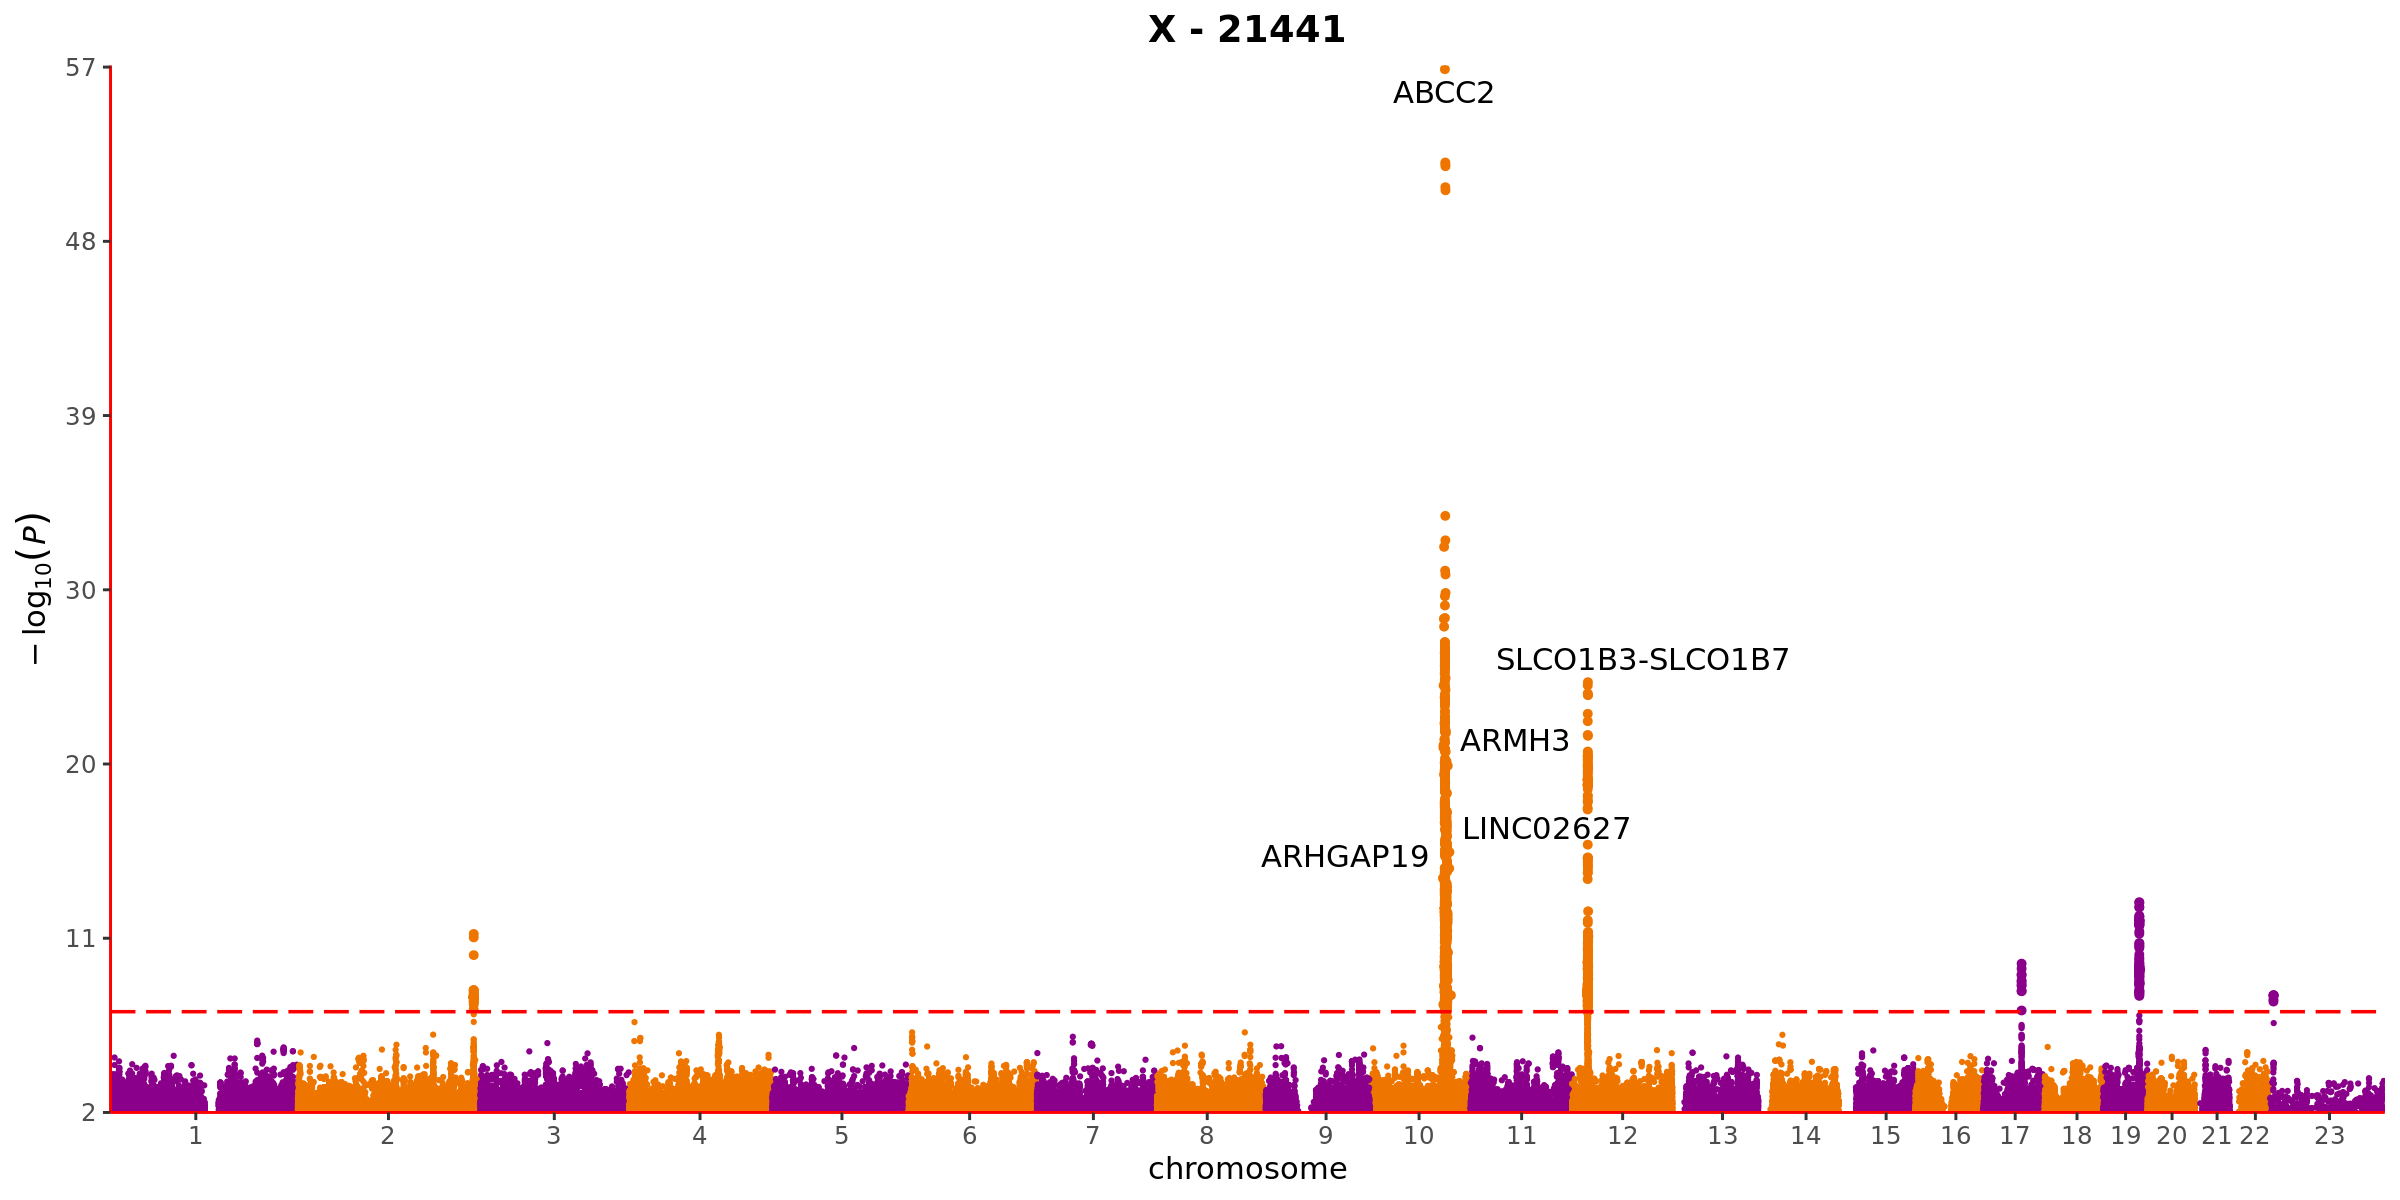 X - 21441
57
ABCC2
48
39
− log10(P)
30
SLCO1B3-SLCO1B7
20
ARMH3
LINC02627
ARHGAP19
11
2
1 2 3 4 5 6 7 8 9 10 11 12 13 14 15 16 17 18 19 20 21 22 23
chromosome